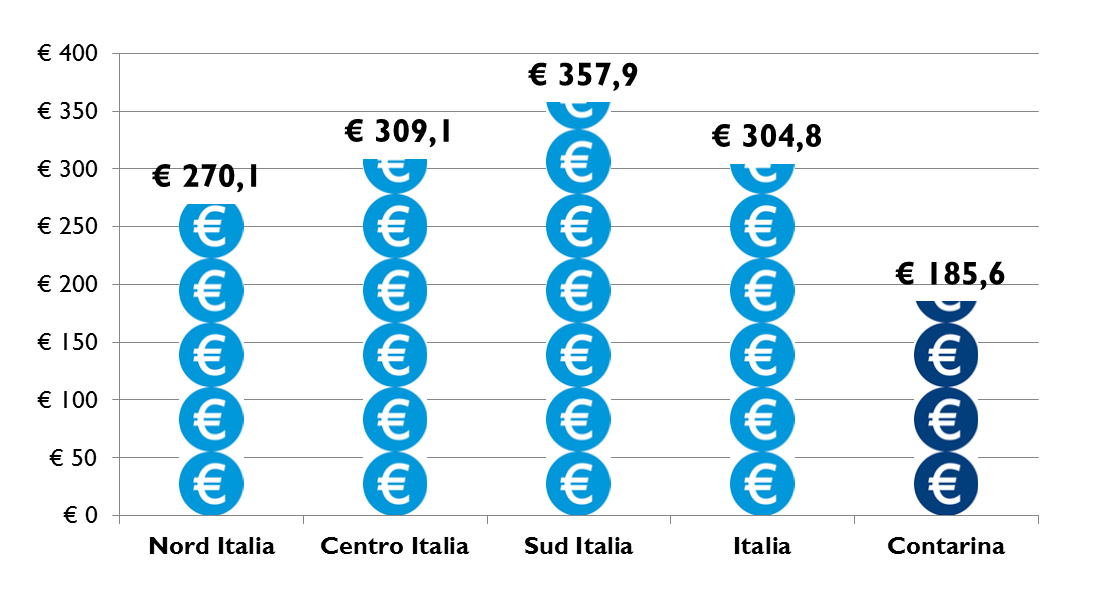 € 400
€ 350
€ 300
€ 250
€ 200
€ 150
€ 100
€ 50
€ 0
€ 270,1
€ 309,1
€ 357,9
€ 304,8
€ 185,6
Nord Italia
Centro Italia
Sud Italia
Italia
Contarina